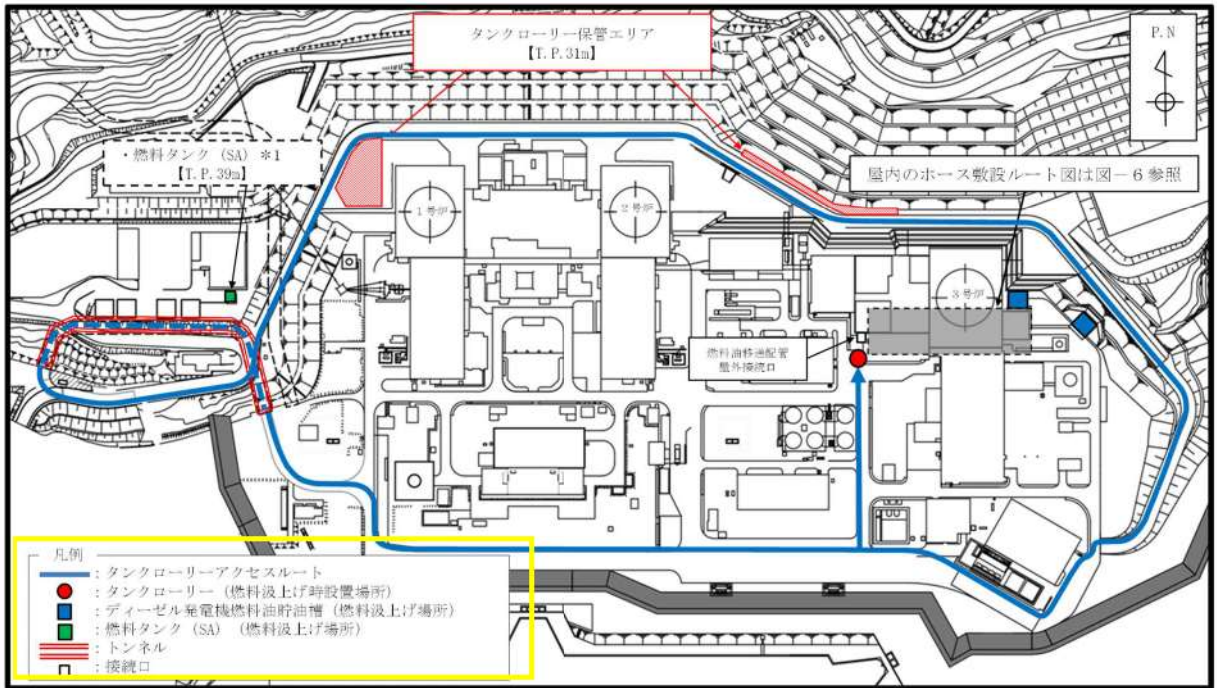 タンクローリー保管エリア
【T.P.31m】
P.N
・燃料タンク（SA）＊1
【T.P.39m】
屋内のホース敷設ルート図は図－6参照
1号炉
2号炉
3号炉
燃料油移送配管
屋外接続口
凡例
：タンクローリーアクセスルート
：タンクローリー（燃料汲上げ時設置場所）
：ディーゼル発電機燃料油貯油槽（燃料汲上げ場所）
：燃料タンク（SA）（燃料汲上げ場所）
：トンネル
：接続口